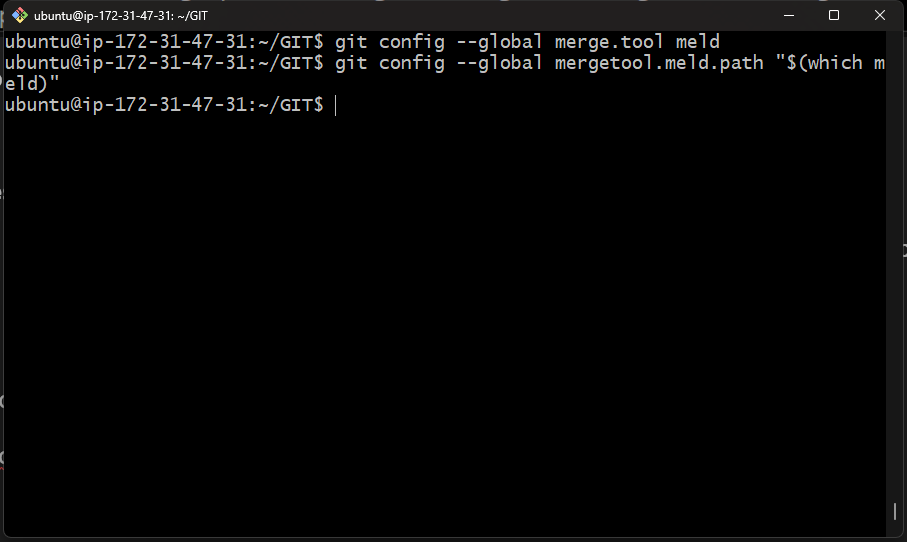 ubuntu@ip-172-31-47-31: ~/GIT
ubuntu@ip-172-31-47-31:~/GIT$ git config --global merge.tool meld
ubuntu@ip-172-31-47-31:~/GIT$ git config --global mergetool.meld.path "$(which m
eld)"
ubuntu@ip-172-31-47-31:~/GIT$